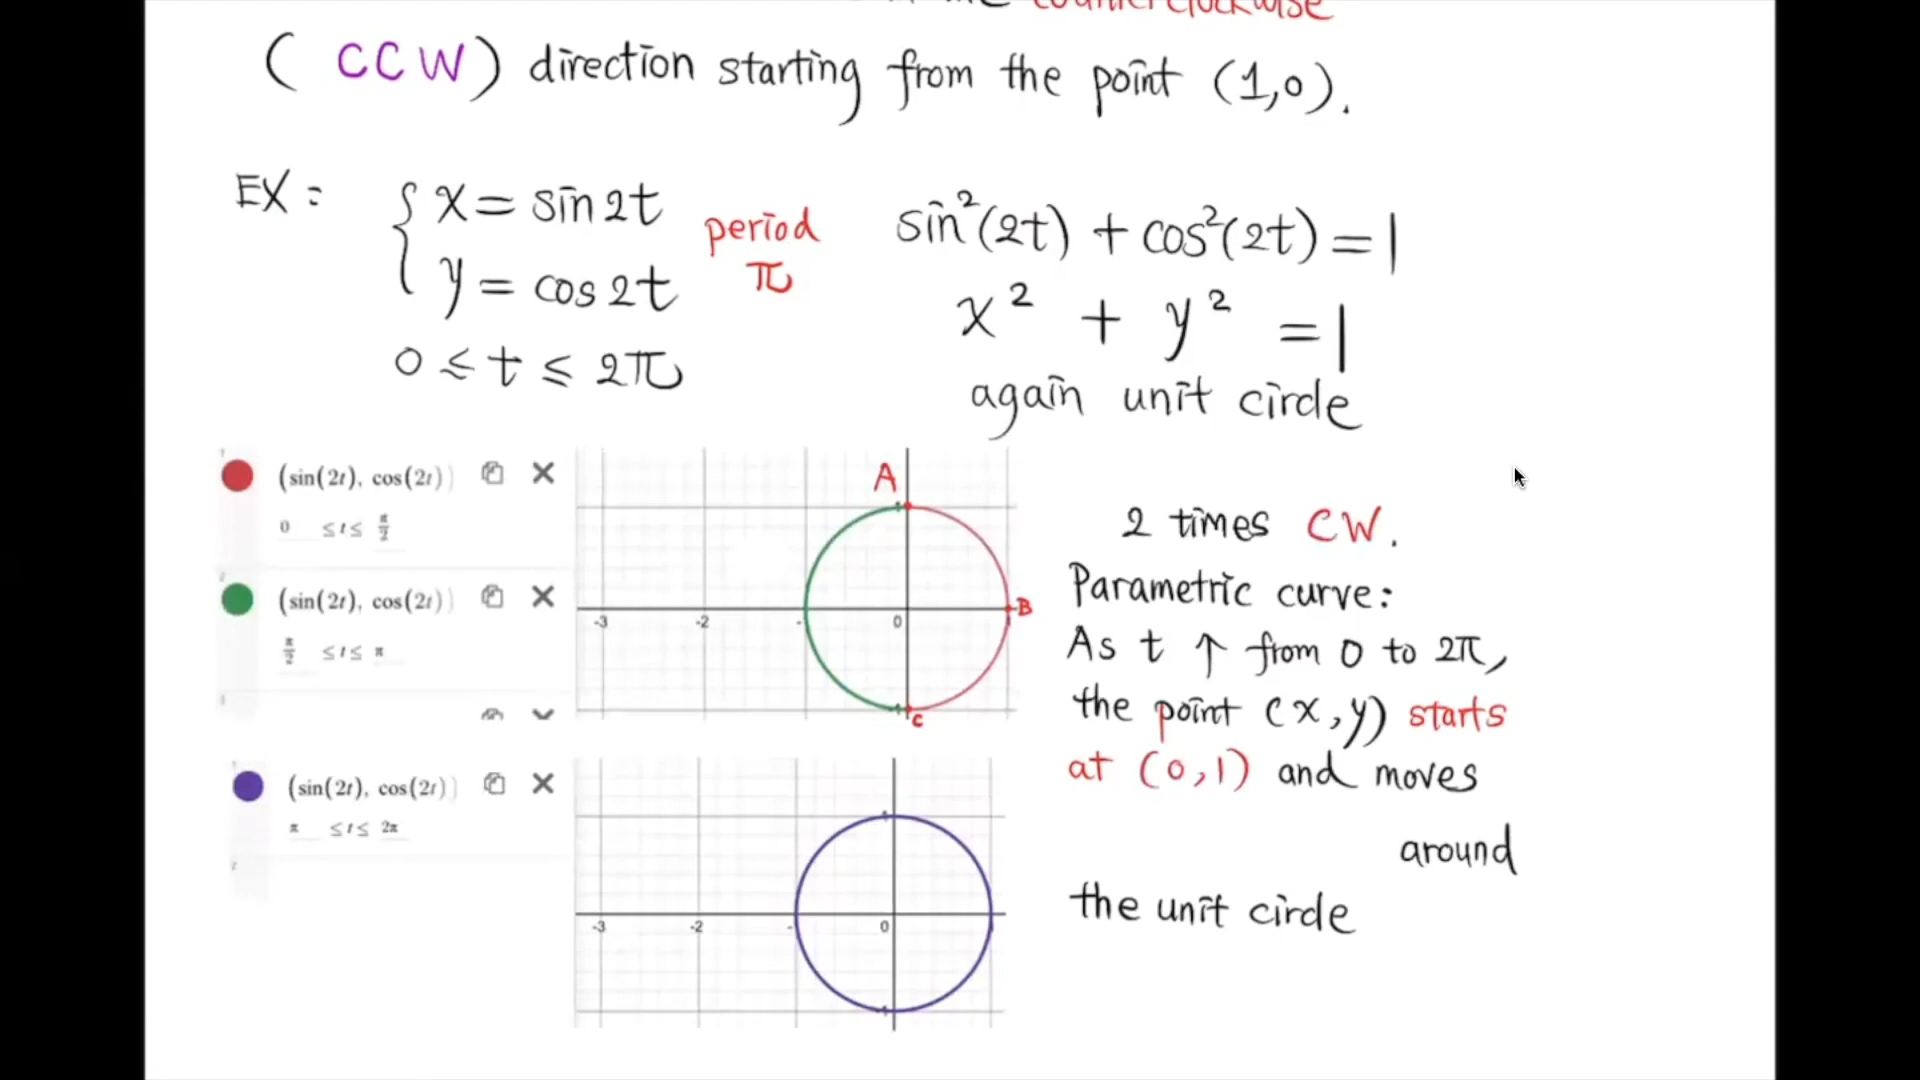 counterclockwise
( CCW) direction starting from the point (1,0).
EX: { x = sin 2t
y = cos 2t
0 ≤ t ≤ 2π
period
π
sin²(2t) + cos²(2t) = 1
x² + y² = 1
again unit circle
(sin(2t), cos(2t))
0 ≤ t ≤ π/2
(sin(2t), cos(2t))
π/2 ≤ t ≤ π
A
B
C
-3 -2 0
(sin(2t), cos(2t))
π ≤ t ≤ 2π
-3 -2 0
2 times CW.
Parametric curve:
As t ↑ from 0 to 2π,
the point (x,y) starts
at (0,1) and moves
around
the unit circle